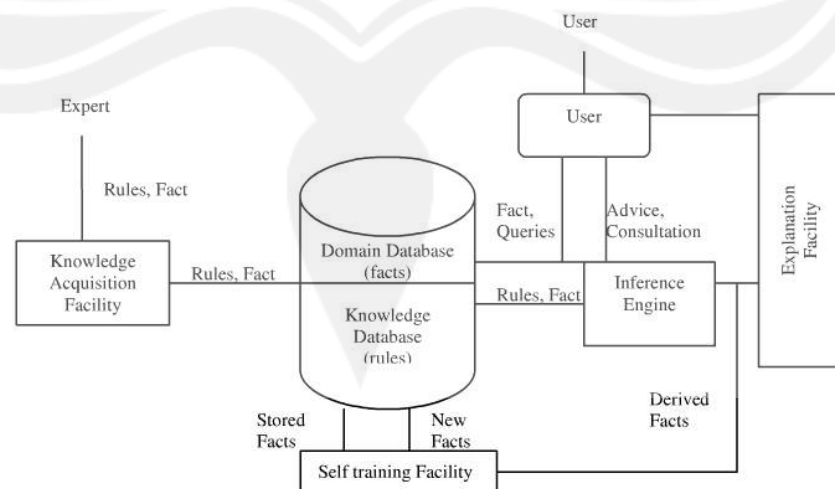 User
Expert
User
Rules, Fact
Fact,
Queries
Advice,
Consultation
Explanation
Facility
Knowledge
Acquisition
Facility
Rules, Fact
Domain Database
(facts)
Inference
Engine
Rules, Fact
Knowledge
Database
(rules)
Derived
Facts
Stored
Facts
New
Facts
Self training Facility